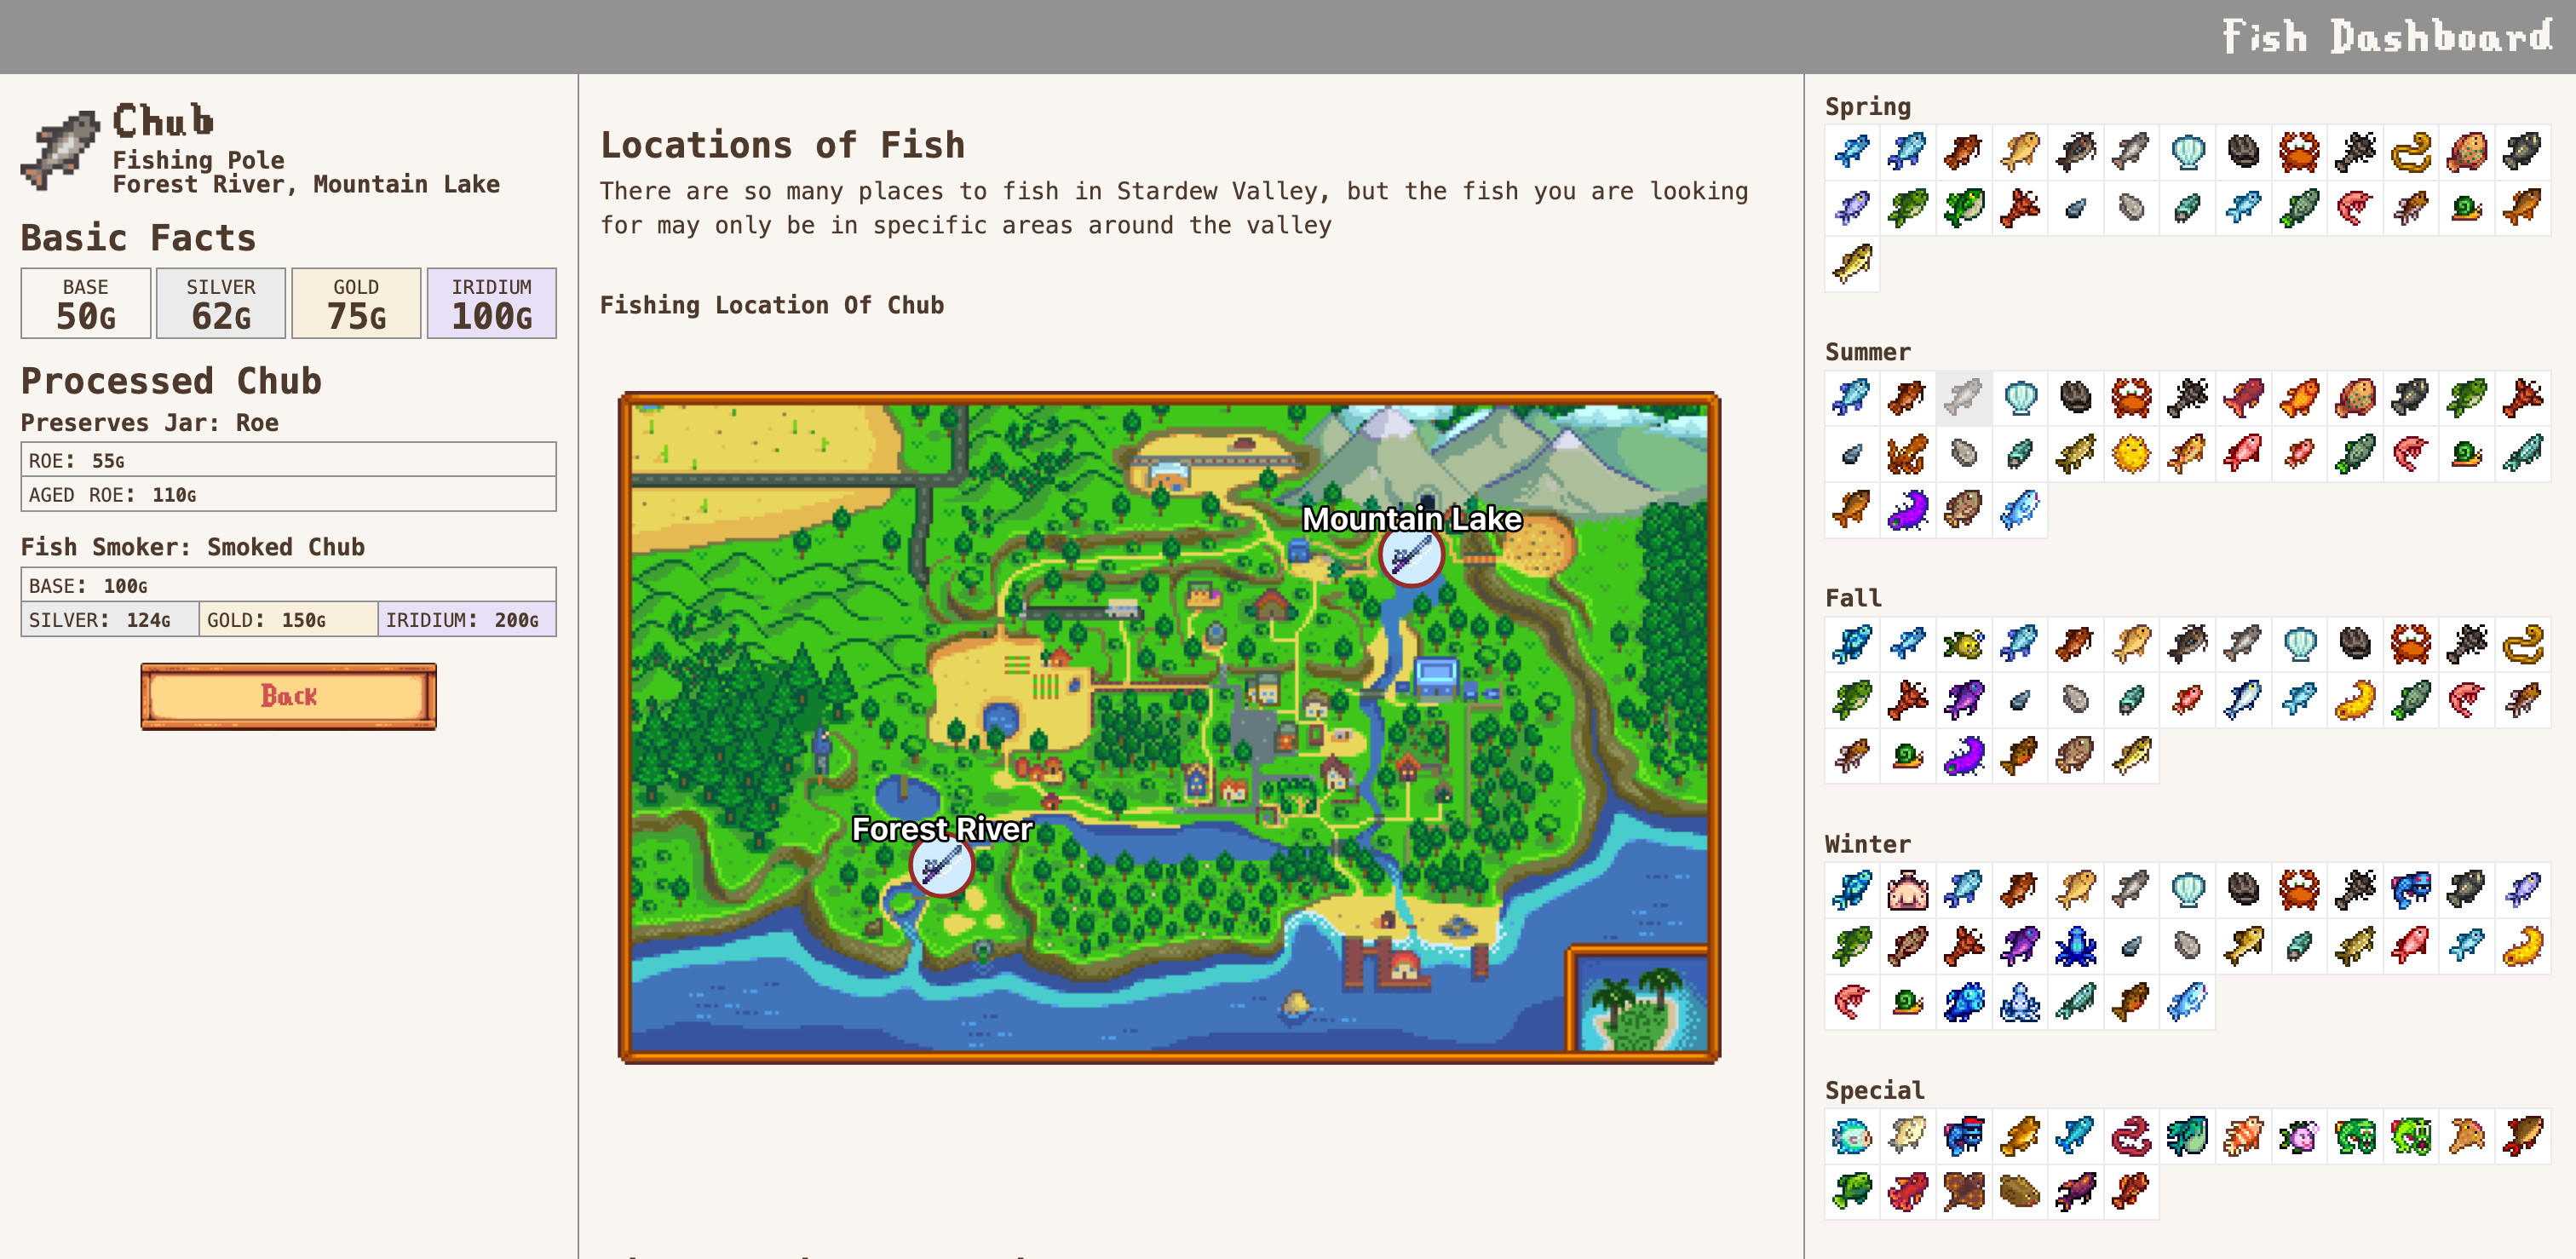 Fish Dashboard
Chub
Fishing Pole
Forest River, Mountain Lake
Basic Facts
BASE
50G
SILVER
62G
GOLD
75G
IRIDIUM
100G
Processed Chub
Preserves Jar: Roe
ROE: 55G
AGED ROE: 110G
Fish Smoker: Smoked Chub
BASE: 100G
SILVER: 124G
GOLD: 150G
IRIDIUM: 200G
Back
Locations of Fish
There are so many places to fish in Stardew Valley, but the fish you are looking
for may only be in specific areas around the valley
Fishing Location Of Chub
Mountain Lake
Forest River
Spring
Summer
Fall
Winter
Special